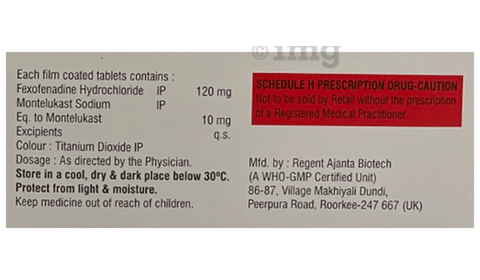 ©1mg
Each film coated tablets contains :
Fexofenadine Hydrochloride IP 120 mg
Montelukast Sodium IP
Eq. to Montelukast 10 mg
Excipients q.s.
Colour : Titanium Dioxide IP
Dosage : As directed by the Physician.
Store in a cool, dry & dark place below 30ºC.
Protect from light & moisture.
Keep medicine out of reach of children.
SCHEDULE H PRESCRIPTION DRUG-CAUTION
Not to be sold by Retail without the prescription
of a Registered Medical Practitioner.
Mfd. by : Regent Ajanta Biotech
(A WHO-GMP Certified Unit)
86-87, Village Makhiyali Dundi,
Peerpura Road, Roorkee-247 667 (UK)